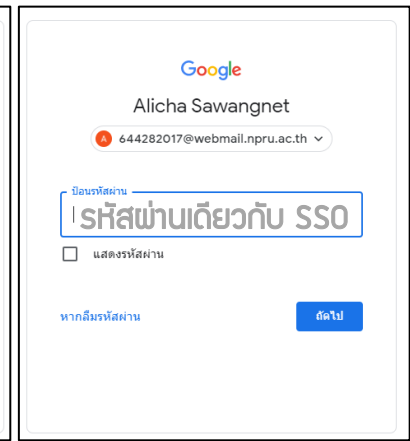 Google
Alicha Sawangnet
A 644282017@webmail.npru.ac.th
ป้อนรหัสผ่าน
รหัสผ่านเดียวกับ SSO
แสดงรหัสผ่าน
หากลืมรหัสผ่าน ถัดไป